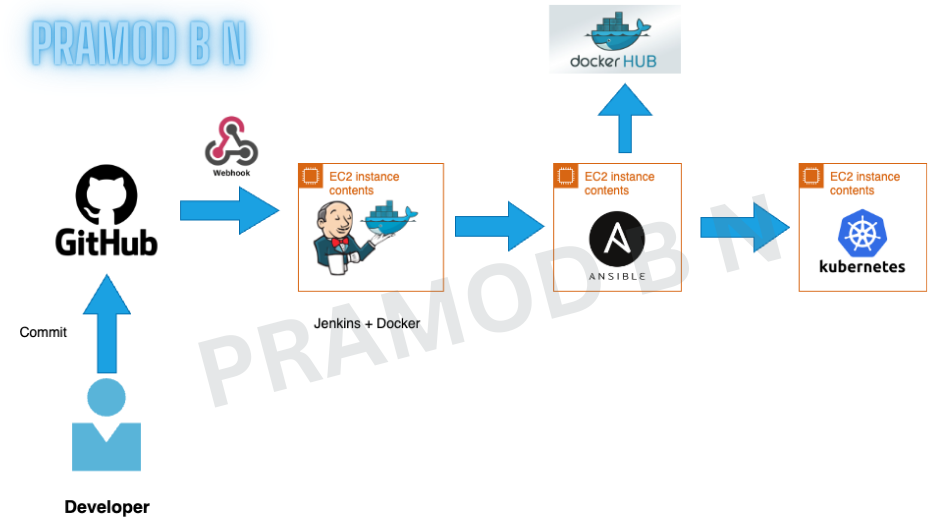 PRAMOD B N
docker HUB
Webhook
EC2 instance
contents
EC2 instance
contents
EC2 instance
contents
GitHub
ANSIBLE
kubernetes
Jenkins + Docker
Commit
PRAMOD B N
Developer